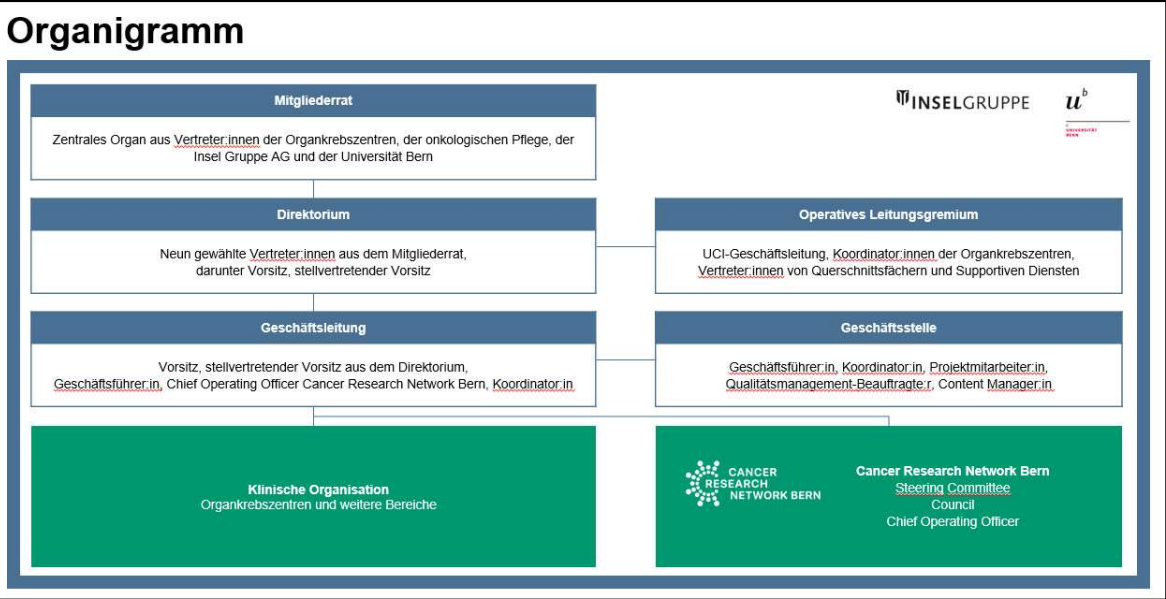 Organigramm
Mitgliederrat
Zentrales Organ aus Vertreter:innen der Organkrebszentren, der onkologischen Pflege, der
Insel Gruppe AG und der Universität Bern
INSELGRUPPE
u
b
UNIVERSITÄT
BERN
Direktorium
Neun gewählte Vertreter:innen aus dem Mitgliederrat,
darunter Vorsitz, stellvertretender Vorsitz
Operatives Leitungsgremium
UCI-Geschäftsleitung, Koordinator:innen der Organkrebszentren,
Vertreter:innen von Querschnittsfächern und Supportiven Diensten
Geschäftsleitung
Vorsitz, stellvertretender Vorsitz aus dem Direktorium,
Geschäftsführer:in, Chief Operating Officer Cancer Research Network Bern, Koordinator:in
Geschäftsstelle
Geschäftsführer:in, Koordinator:in, Projektmitarbeiter:in,
Qualitätsmanagement-Beauftragte:r, Content Manager:in
Klinische Organisation
Organkrebszentren und weitere Bereiche
CANCER
RESEARCH
NETWORK BERN
Cancer Research Network Bern
Steering Committee
Council
Chief Operating Officer